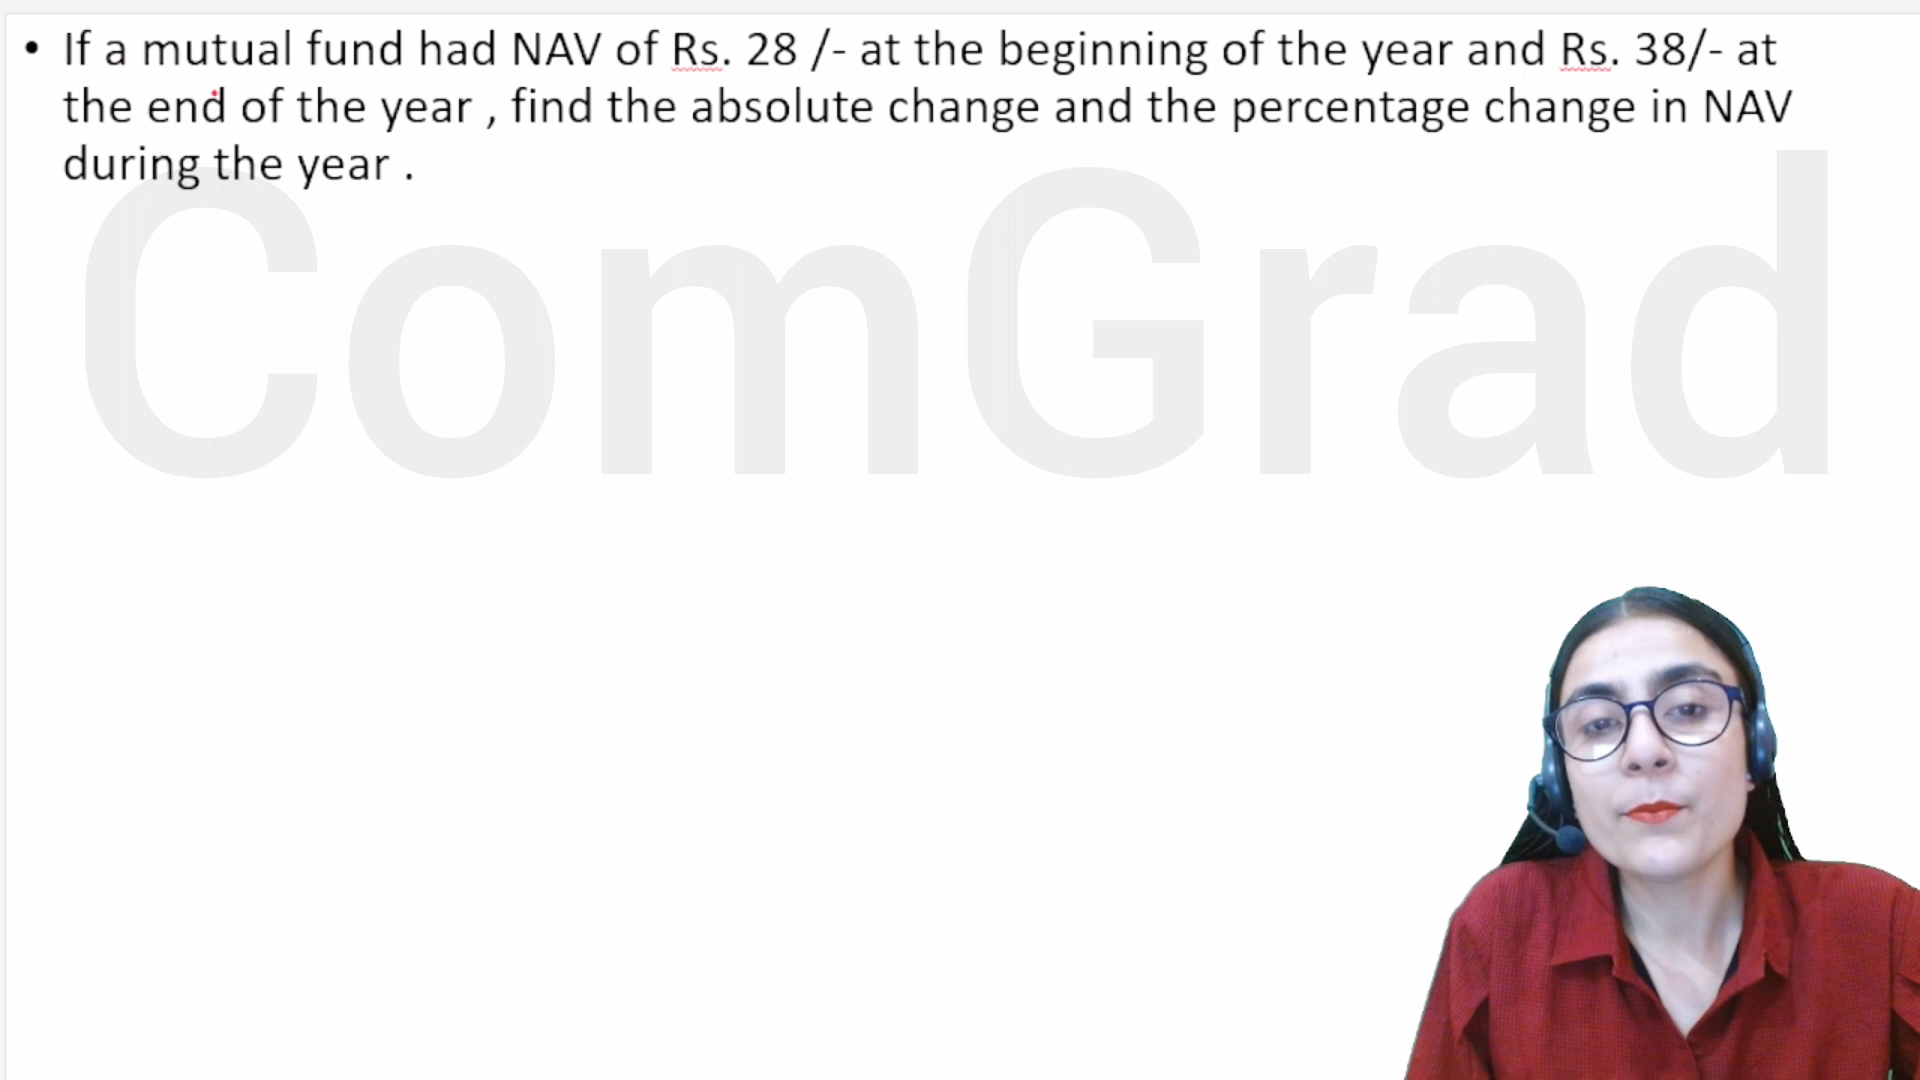 • If a mutual fund had NAV of Rs. 28 /- at the beginning of the year and Rs. 38/- at
the end of the year , find the absolute change and the percentage change in NAV
during the year .
ComGrad